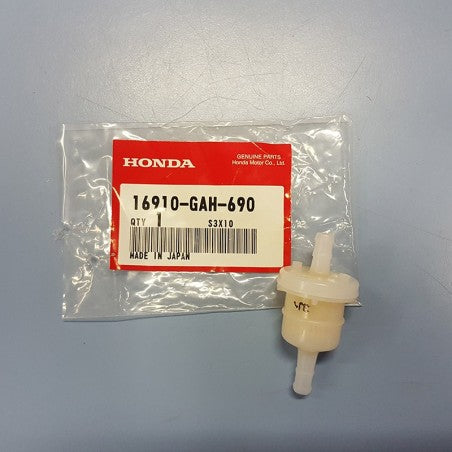 HONDA
GENUINE PARTS
Honda Motor Co., Ltd.
16910-GAH-690
QTY 1 S3X10
MADE IN JAPAN